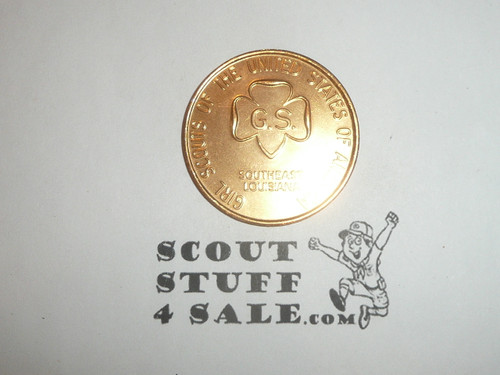 GIRL SCOUTS OF THE UNITED STATES OF A
G.S.
SOUTHEAST
LOUISIANA
SCOUT
STUFF
4 SALE.COM